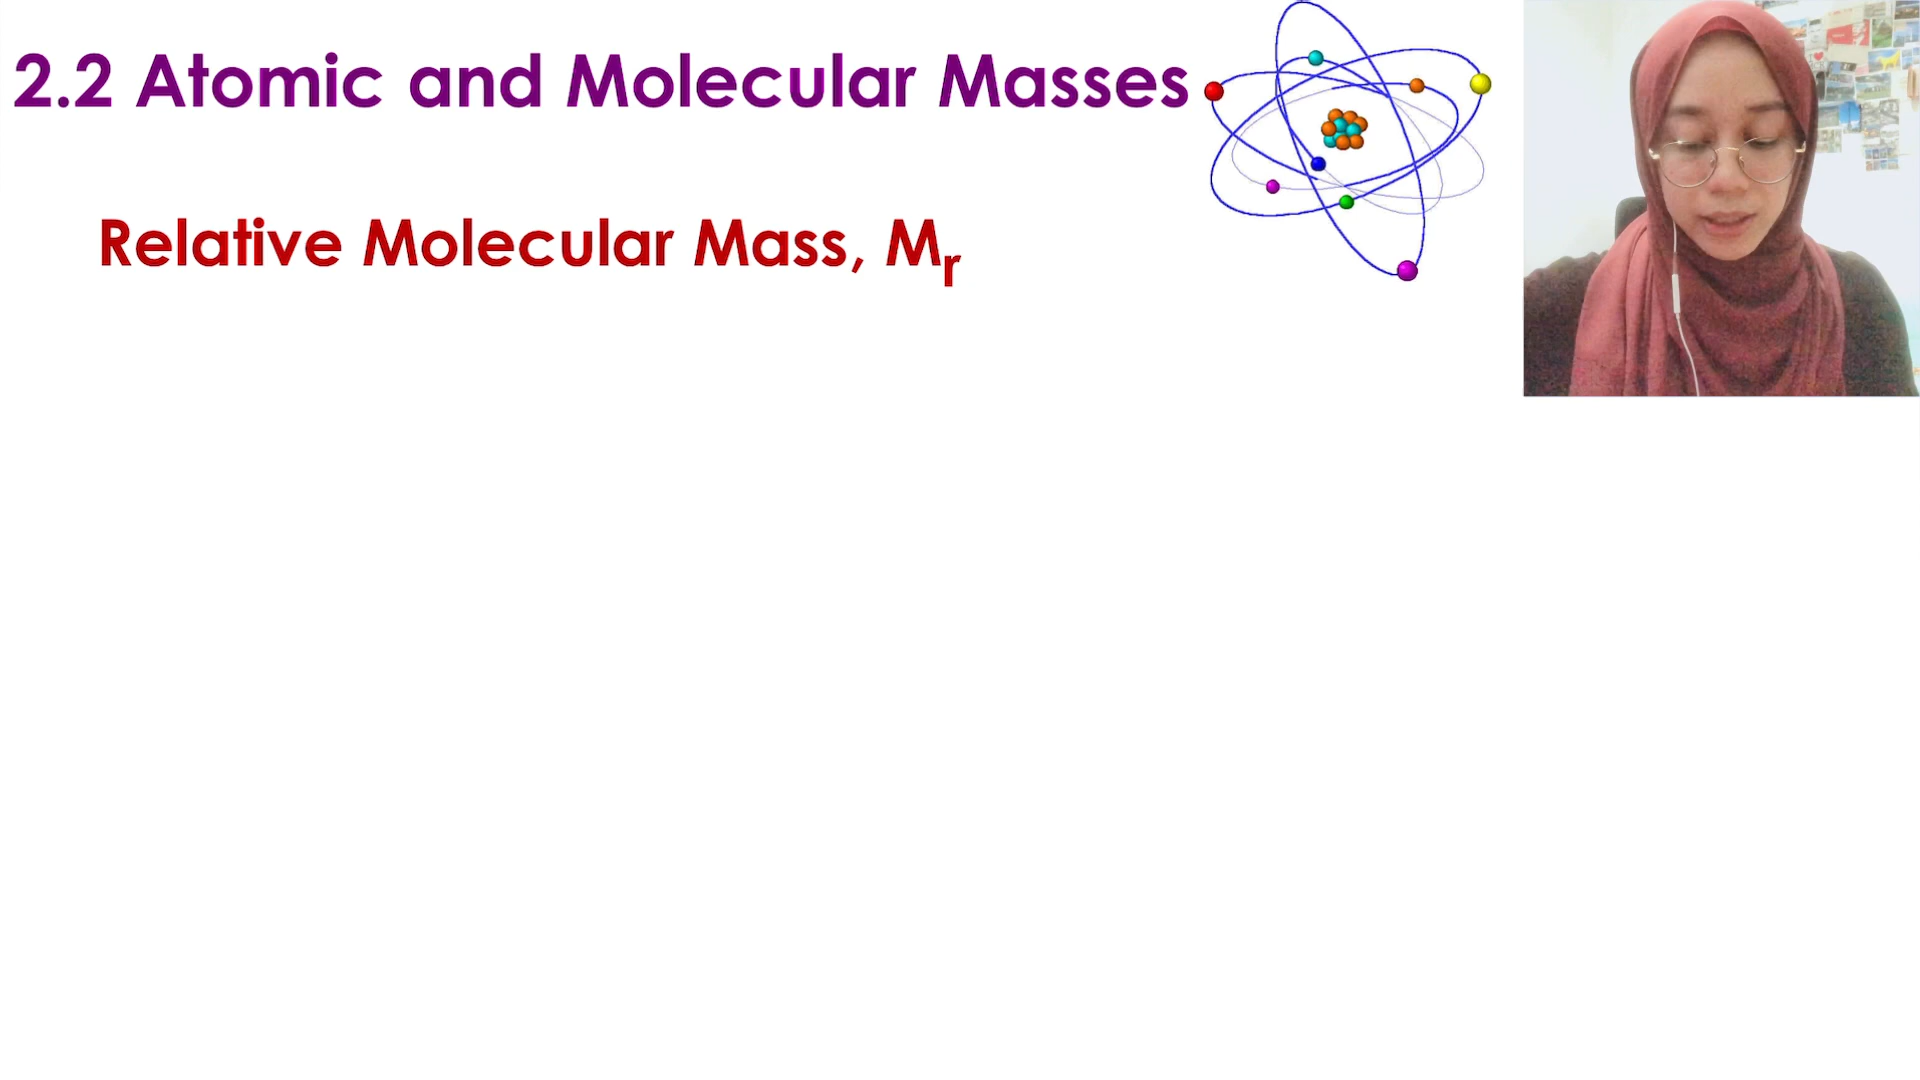 2.2 Atomic and Molecular Masses
Relative Molecular Mass, Mᵣ